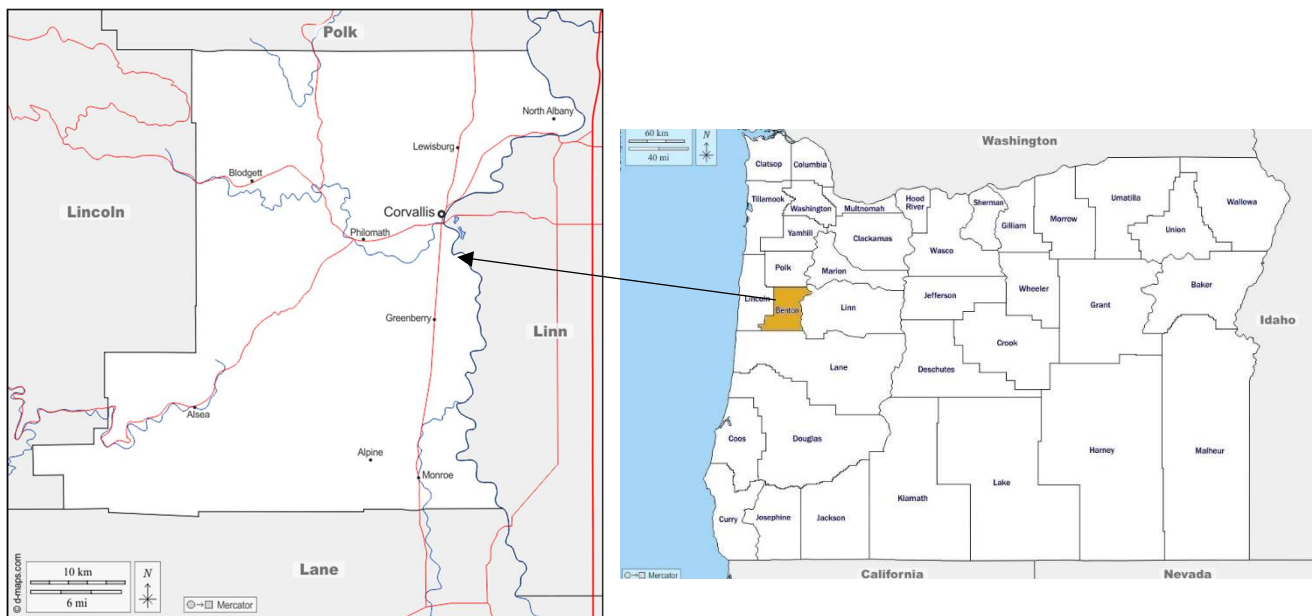 Polk
North Albany
Lewisburg
Blodgett
Lincoln
Corvallis
Philomath
Greenberry
Linn
Alsea
Alpine
Monroe
Lane
10 km
6 mi
N
Mercator
© d-maps.com
60 km
40 mi
N
Washington
Clatsop
Columbia
Tillamook
Washington
Multnomah
Hood
River
Sherman
Gilliam
Morrow
Umatilla
Wallowa
Union
Yamhill
Clackamas
Wasco
Polk
Marion
Wheeler
Baker
Jefferson
Grant
Lincoln
Benton
Linn
Idaho
Crook
Lane
Deschutes
Coos
Douglas
Harney
Malheur
Lake
Klamath
Curry
Josephine
Jackson
Mercator
California
Nevada